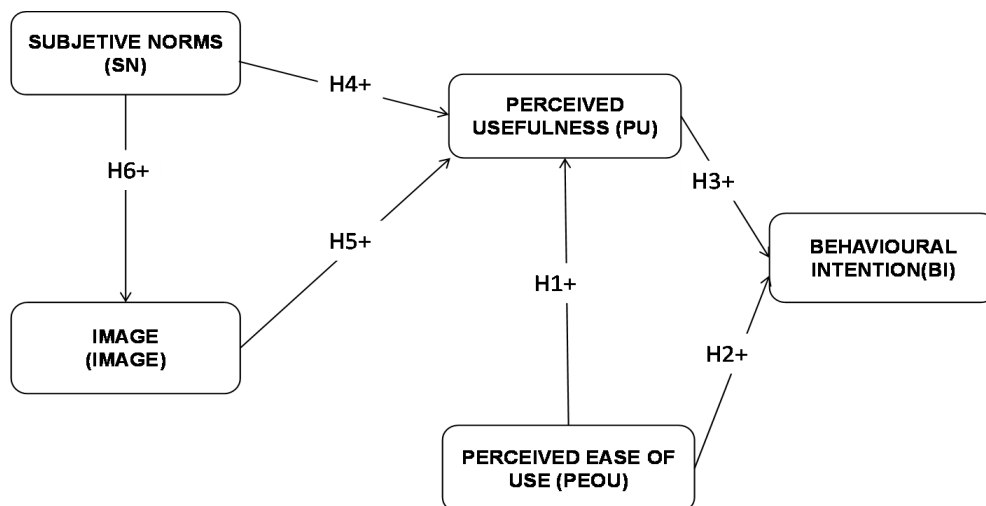 SUBJETIVE NORMS
(SN)
H4+
PERCEIVED
USEFULNESS (PU)
H6+
H3+
H5+
BEHAVIOURAL
INTENTION(BI)
H1+
IMAGE
(IMAGE)
H2+
PERCEIVED EASE OF
USE (PEOU)